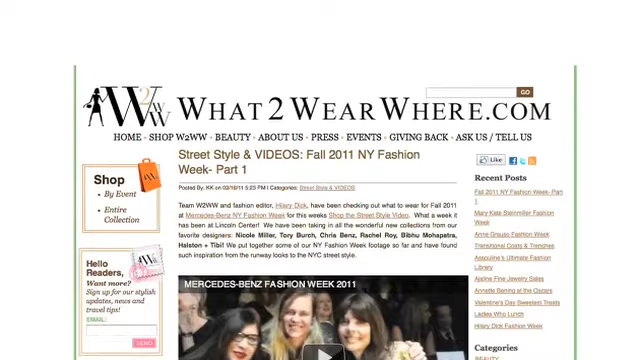 W2WW
WHAT2WEARWHERE.COM
GO
HOME • SHOP W2WW • BEAUTY • ABOUT US • PRESS • EVENTS • GIVING BACK • ASK US / TELL US
Shop
• By Event
• Entire
Collection
W2WW
Hello
Readers,
Want more?
Sign up for our stylish
updates, news and
travel tips!
EMAIL:
SEND
Street Style & VIDEOS: Fall 2011 NY Fashion
Week- Part 1
Posted By: KK on 02/16/11 5:23 PM | Categories: Street Style & VIDEOS
Team W2WW and fashion editor, Hilary Dick, have been checking out what to wear for Fall 2011
at Mercedes-Benz NY Fashion Week for this weeks Shop the Street Style Video. What a week it
has been at Lincoln Center! We have been taking in all the wonderful new collections from our
favorite designers: Nicole Miller, Tory Burch, Chris Benz, Rachel Roy, Bibhu Mohapatra,
Halston + Tibi! We put together some of our NY Fashion Week footage so far and have found
such inspiration from the runway looks to the NYC street style.
MERCEDES-BENZ FASHION WEEK 2011
Like
Recent Posts
Fall 2011 NY Fashion Week- Part
1
Mary Kate Steinmiller Fashion
Week
Anne Grauso Fashion Week
Transitional Coats & Trenches
Assouline's Ultimate Fashion
Library
Alpine Fine Jewelry Sales
Annette Bening at the Oscars
Valentine's Day Sweetest Treats
Ladies Who Lunch
Hilary Dick Fashion Week
Categories
BEAUTY